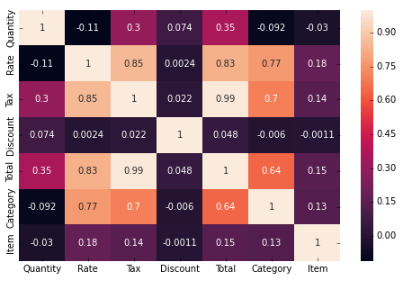 Quantity 1 -0.11 0.3 0.074 0.35 -0.092 -0.03
Rate -0.11 1 0.85 0.0024 0.83 0.77 0.18
Tax 0.3 0.85 1 0.022 0.99 0.7 0.14
Discount 0.074 0.0024 0.022 1 0.048 -0.006 -0.0011
Total 0.35 0.83 0.99 0.048 1 0.64 0.15
Category -0.092 0.77 0.7 -0.006 0.64 1 0.13
Item -0.03 0.18 0.14 -0.0011 0.15 0.13 1
Quantity Rate Tax Discount Total Category Item
0.90
0.75
0.60
0.45
0.30
0.15
0.00